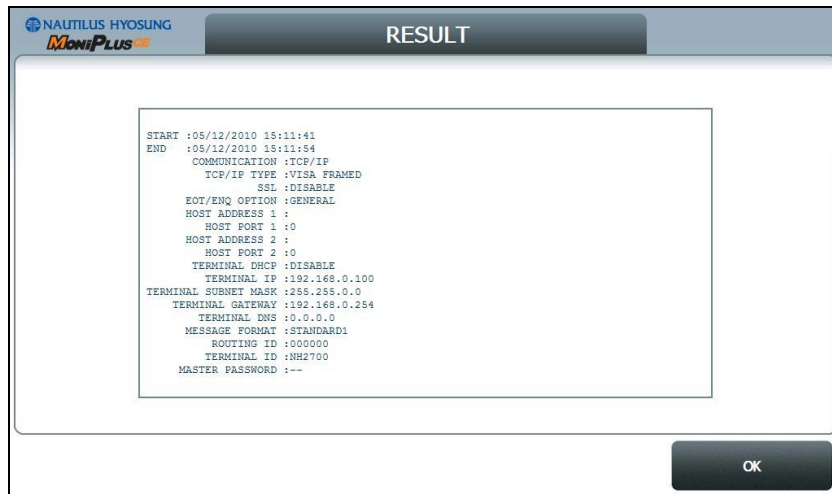 NAUTILUS HYOSUNG
MoniPlus CE
RESULT
START :05/12/2010 15:11:41
END :05/12/2010 15:11:54
COMMUNICATION :TCP/IP
TCP/IP TYPE :VISA FRAMED
SSL :DISABLE
EOT/ENQ OPTION :GENERAL
HOST ADDRESS 1 :
HOST PORT 1 :0
HOST ADDRESS 2 :
HOST PORT 2 :0
TERMINAL DHCP :DISABLE
TERMINAL IP :192.168.0.100
TERMINAL SUBNET MASK :255.255.0.0
TERMINAL GATEWAY :192.168.0.254
TERMINAL DNS :0.0.0.0
MESSAGE FORMAT :STANDARD1
ROUTING ID :000000
TERMINAL ID :NH2700
MASTER PASSWORD :--
OK